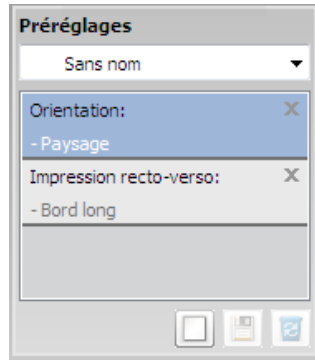 Préréglages
Sans nom
Orientation:
- Paysage
Impression recto-verso:
- Bord long